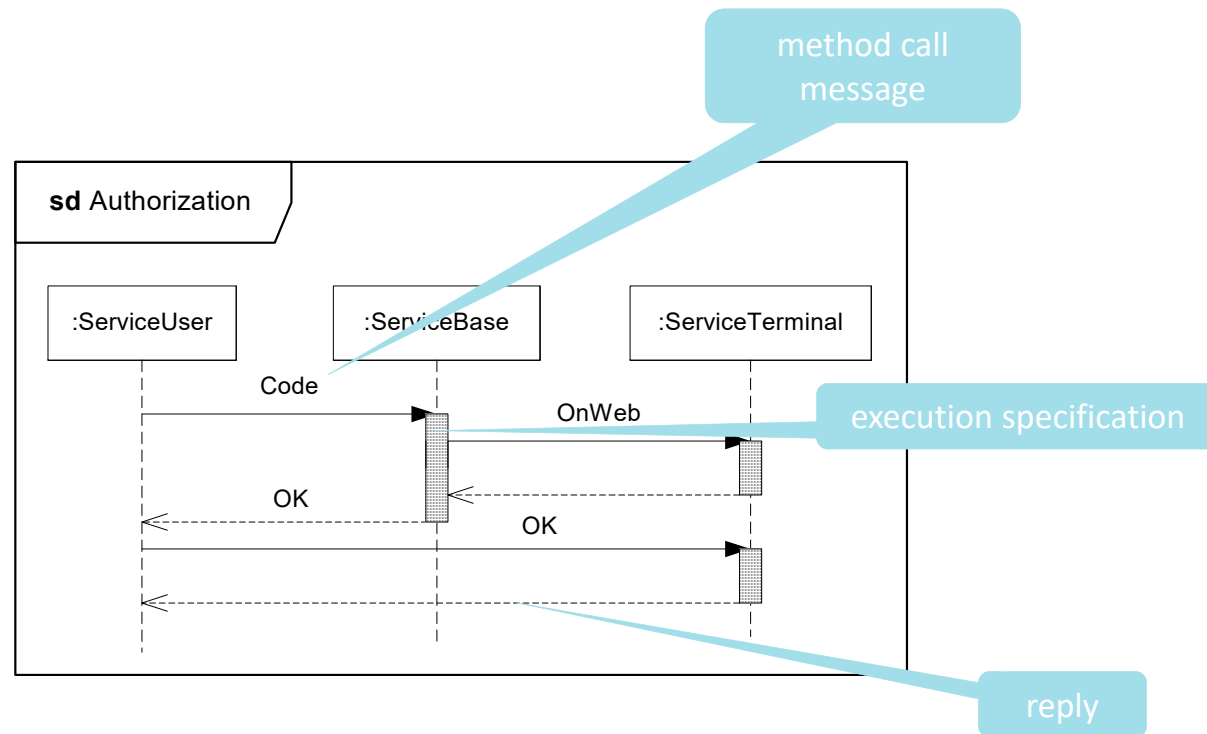 method call
message
sd Authorization
:ServiceUser
:ServiceBase
:ServiceTerminal
Code
OnWeb
execution specification
OK
OK
reply